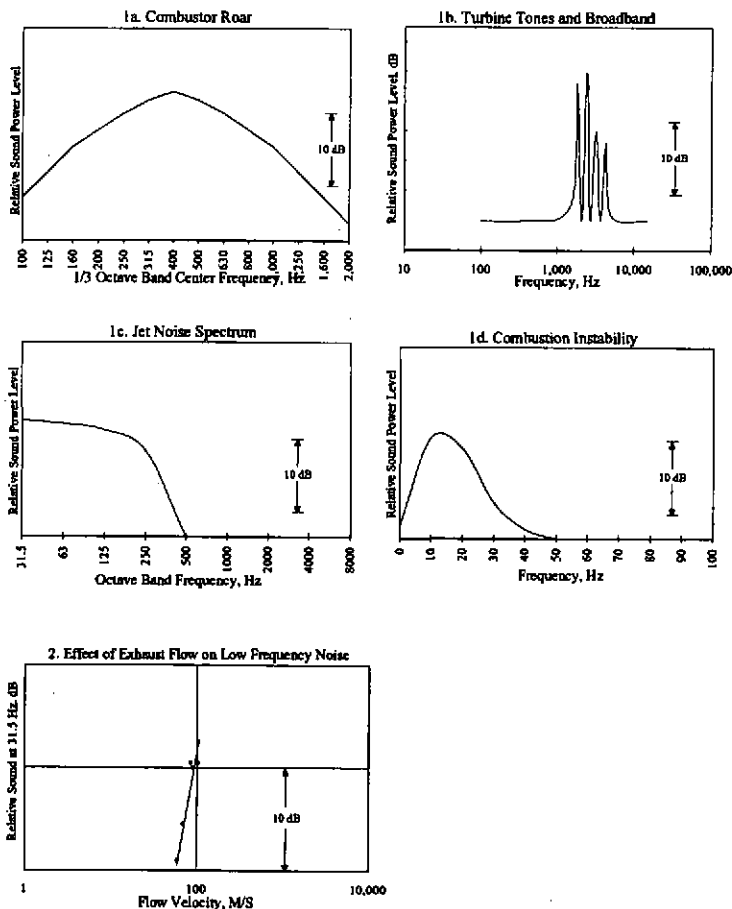 1a. Combustor Roar
Relative Sound Power Level
10 dB
100 125 160 200 250 315 400 500 630 800 1,000 1,250 1,600 2,000
1/3 Octave Band Center Frequency, Hz.
1b. Turbine Tones and Broadband
Relative Sound Power Level, dB
10 dB
10 100 1,000 10,000 100,000
Frequency, Hz
1c. Jet Noise Spectrum
Relative Sound Power Level
10 dB
31.5 63 125 250 500 1000 2000 4000 8000
Octave Band Frequency, Hz
1d. Combustion Instability
Relative Sound Power Level
10 dB
0 10 20 30 40 50 60 70 80 90 100
Frequency, Hz
2. Effect of Exhaust Flow on Low Frequency Noise
Relative Sound at 31.5 Hz, dB
10 dB
1 100 10,000
Flow Velocity, M/S